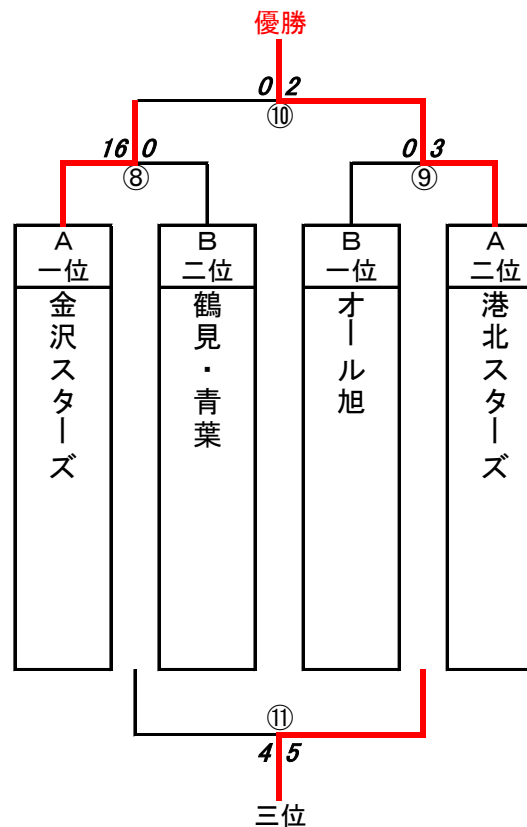 優勝
0 2
⑩
16 0
⑧
0 3
⑨
A
一位
金沢スターズ
B
二位
鶴見・青葉
B
一位
オール旭
A
二位
港北スターズ
⑪
4 5
三位